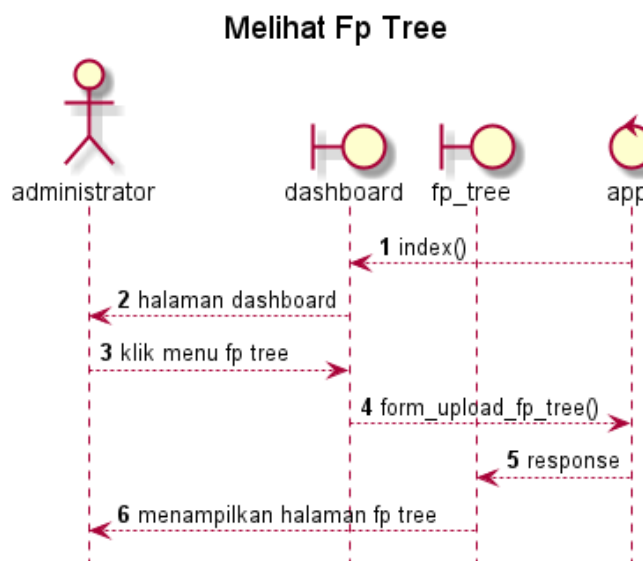 Melihat Fp Tree
administrator
dashboard
fp_tree
app
1 index()
2 halaman dashboard
3 klik menu fp tree
4 form_upload_fp_tree()
5 response
6 menampilkan halaman fp tree